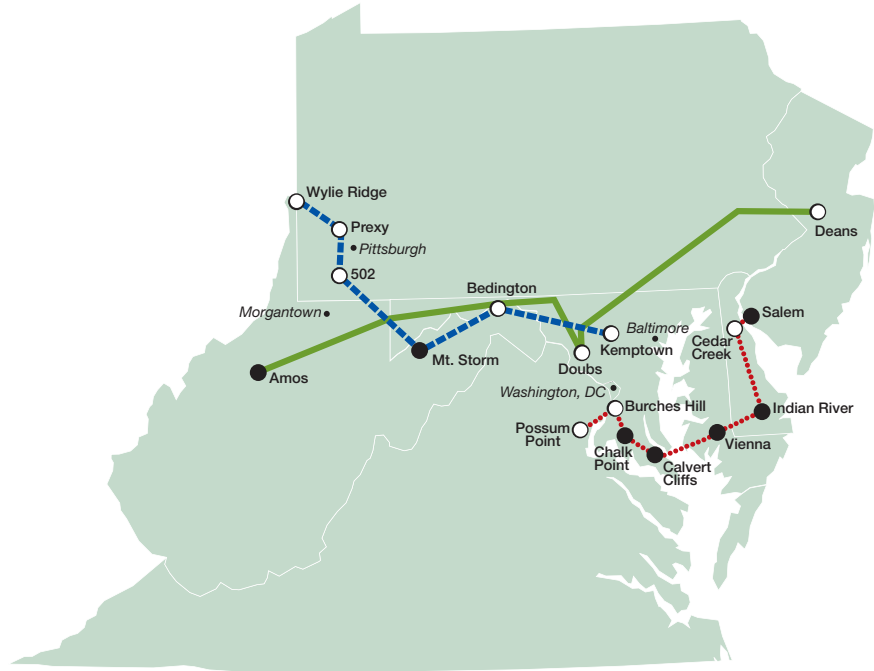 Wylie Ridge
Prexy
Pittsburgh
502
Deans
Bedington
Morgantown
Salem
Baltimore
Cedar
Creek
Kemptown
Mt. Storm
Doubs
Amos
Washington, DC
Burches Hill
Indian River
Possum
Point
Vienna
Chalk
Point
Calvert
Cliffs